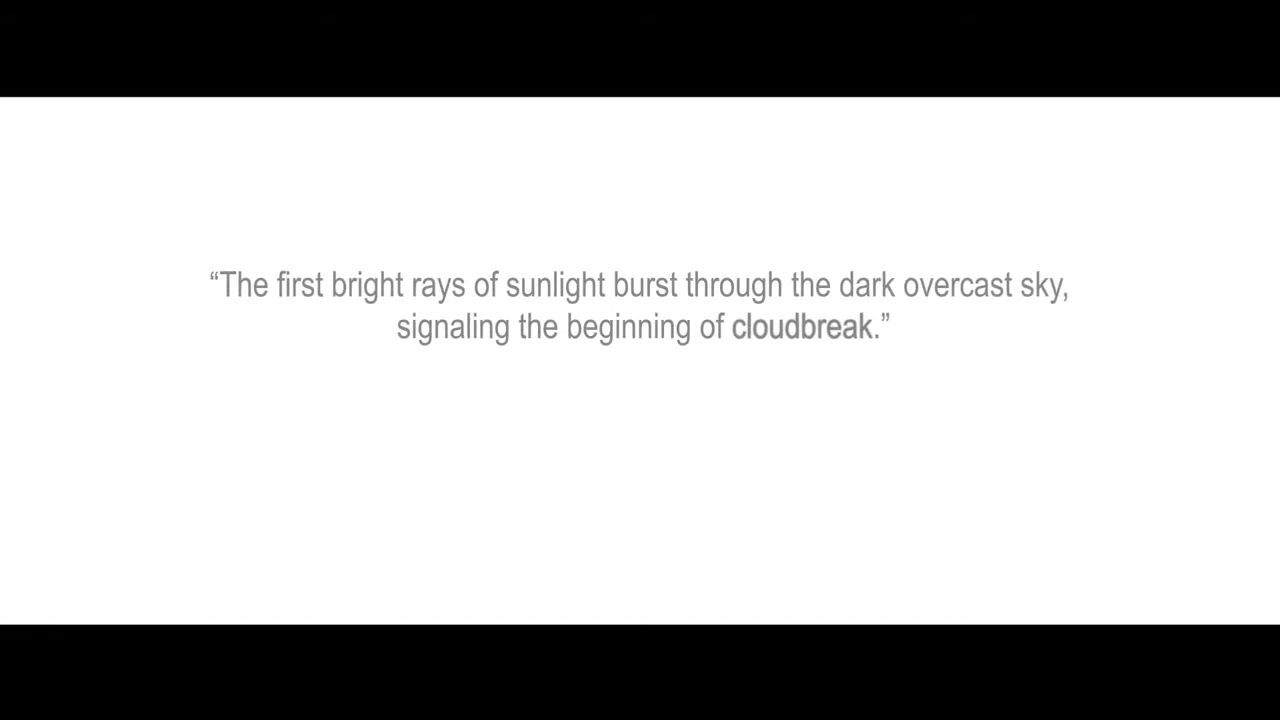 “The first bright rays of sunlight burst through the dark overcast sky,
signaling the beginning of cloudbreak.”